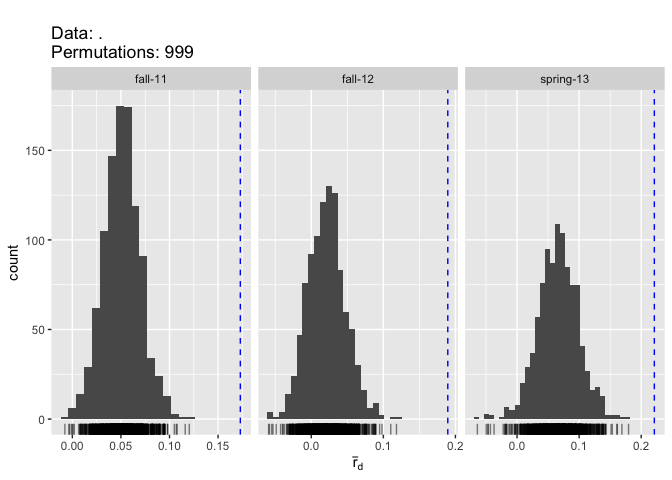 Data: .
Permutations: 999
fall-11
fall-12
spring-13
count
150
100
50
0
0.00
0.05
0.10
0.15
0.0
0.1
0.2
0.0
0.1
0.2
r̄d